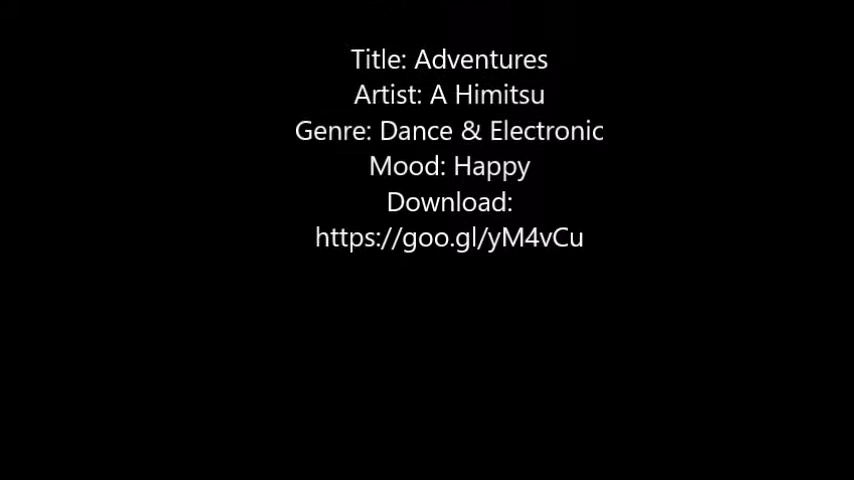 Title: Adventures
Artist: A Himitsu
Genre: Dance & Electronic
Mood: Happy
Download:
https://goo.gl/yM4vCu